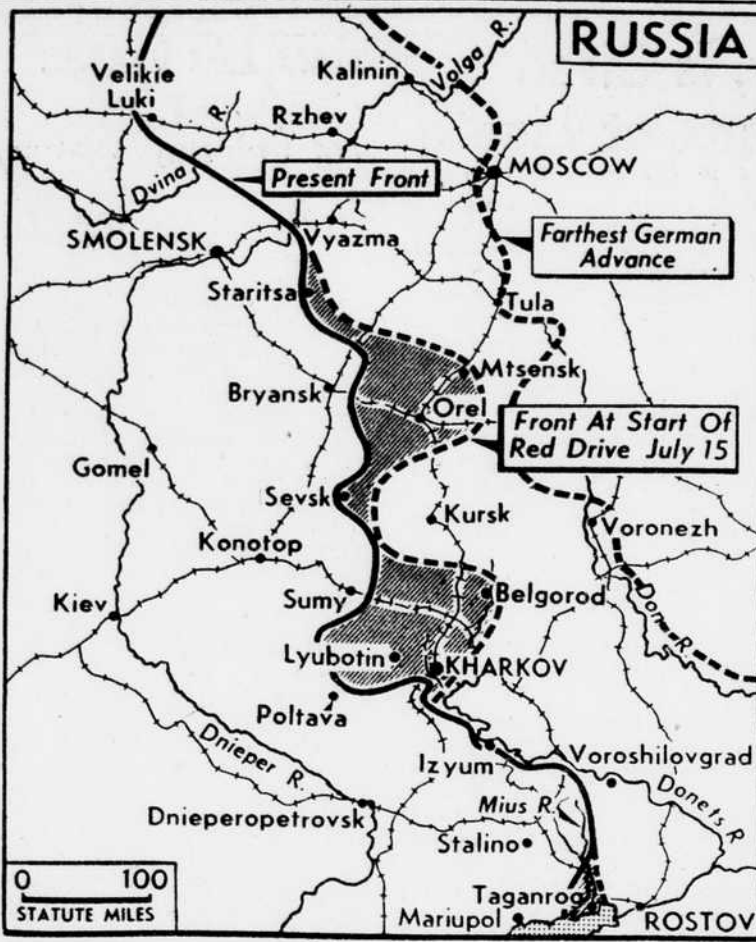 RUSSIA
Velikie
Luki
Kalinin
Volga R.
Rzhev
Dvina R.
Present Front
MOSCOW
SMOLENSK
Vyazma
Farthest German
Advance
Staritsa
Tula
Mtsensk
Bryansk
Orel
Front At Start Of
Red Drive July 15
Gomel
Sevsk
Kursk
Voronezh
Konotop
Kiev
Sumy
Belgorod
Don R.
Lyubotin
KHARKOV
Poltava
Dnieper R.
Izyum
Voroshilovgrad
Donets R.
Mius R.
Dnieperopetrovsk
Stalino
0 100
STATUTE MILES
Taganrog
Mariupol
ROSTOV